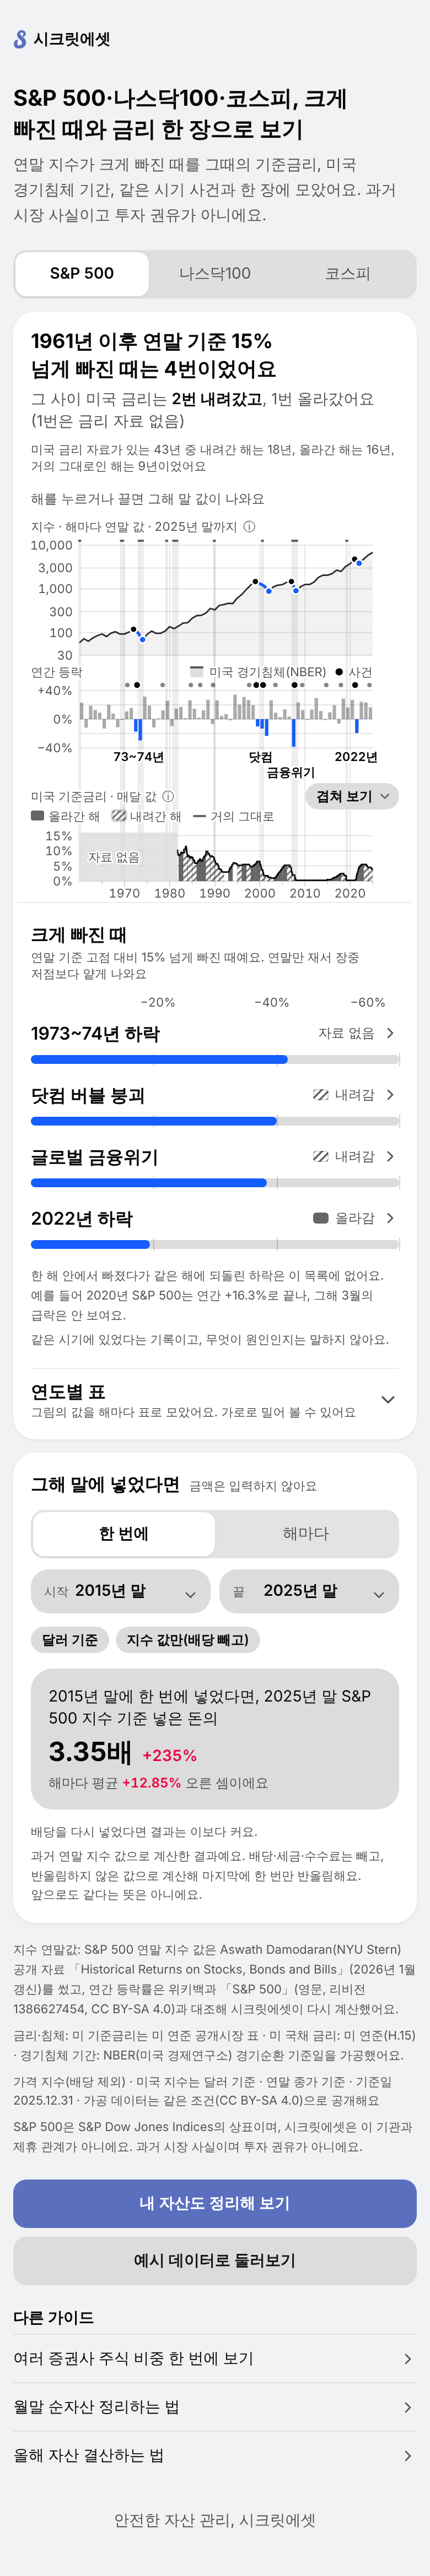 시크릿에셋
S&P 500·나스닥100·코스피, 크게
빠진 때와 금리 한 장으로 보기
연말 지수가 크게 빠진 때를 그때의 기준금리, 미국
경기침체 기간, 같은 시기 사건과 한 장에 모았어요. 과거
시장 사실이고 투자 권유가 아니에요.
S&P 500 나스닥100 코스피
1961년 이후 연말 기준 15%
넘게 빠진 때는 4번이었어요
그 사이 미국 금리는 2번 내려갔고, 1번 올라갔어요
(1번은 금리 자료 없음)
미국 금리 자료가 있는 43년 중 내려간 해는 18년, 올라간 해는 16년,
거의 그대로인 해는 9년이었어요
해를 누르거나 끌면 그해 말 값이 나와요
지수 · 해마다 연말 값 · 2025년 말까지 ⓘ
10,000
3,000
1,000
300
100
30
연간 등락 미국 경기침체(NBER) 사건
+40%
0%
−40%
73~74년 닷컴 2022년
금융위기
미국 기준금리 · 매달 값 ⓘ 겹쳐 보기
올라간 해 내려간 해 거의 그대로
15%
10%
5%
0%
자료 없음
1970 1980 1990 2000 2010 2020
크게 빠진 때
연말 기준 고점 대비 15% 넘게 빠진 때예요. 연말만 재서 장중
저점보다 얕게 나와요
−20% −40% −60%
1973~74년 하락 자료 없음
닷컴 버블 붕괴 내려감
글로벌 금융위기 내려감
2022년 하락 올라감
한 해 안에서 빠졌다가 같은 해에 되돌린 하락은 이 목록에 없어요.
예를 들어 2020년 S&P 500는 연간 +16.3%로 끝나, 그해 3월의
급락은 안 보여요.
같은 시기에 있었다는 기록이고, 무엇이 원인인지는 말하지 않아요.
연도별 표
그림의 값을 해마다 표로 모았어요. 가로로 밀어 볼 수 있어요
그해 말에 넣었다면 금액은 입력하지 않아요
한 번에 해마다
시작 2015년 말 끝 2025년 말
달러 기준 지수 값만(배당 빼고)
2015년 말에 한 번에 넣었다면, 2025년 말 S&P
500 지수 기준 넣은 돈의
3.35배 +235%
해마다 평균 +12.85% 오른 셈이에요
배당을 다시 넣었다면 결과는 이보다 커요.
과거 연말 지수 값으로 계산한 결과예요. 배당·세금·수수료는 빼고,
반올림하지 않은 값으로 계산해 마지막에 한 번만 반올림해요.
앞으로도 같다는 뜻은 아니에요.
지수 연말값: S&P 500 연말 지수 값은 Aswath Damodaran(NYU Stern)
공개 자료 「Historical Returns on Stocks, Bonds and Bills」(2026년 1월
갱신)를 썼고, 연간 등락률은 위키백과 「S&P 500」(영문, 리비전
1386627454, CC BY-SA 4.0)과 대조해 시크릿에셋이 다시 계산했어요.
금리·침체: 미 기준금리는 미 연준 공개시장 표 · 미 국채 금리: 미 연준(H.15)
· 경기침체 기간: NBER(미국 경제연구소) 경기순환 기준일을 가공했어요.
가격 지수(배당 제외) · 미국 지수는 달러 기준 · 연말 종가 기준 · 기준일
2025.12.31 · 가공 데이터는 같은 조건(CC BY-SA 4.0)으로 공개해요
S&P 500은 S&P Dow Jones Indices의 상표이며, 시크릿에셋은 이 기관과
제휴 관계가 아니에요. 과거 시장 사실이며 투자 권유가 아니에요.
내 자산도 정리해 보기
예시 데이터로 둘러보기
다른 가이드
여러 증권사 주식 비중 한 번에 보기
월말 순자산 정리하는 법
올해 자산 결산하는 법
안전한 자산 관리, 시크릿에셋